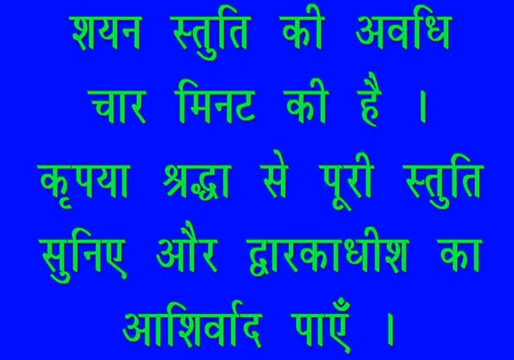 शयन स्तुति की अवधि
चार मिनट की है ।
कृपया श्रद्धा से पूरी स्तुति
सुनिए और द्वारकाधीश का
आशिर्वाद पाएँ ।